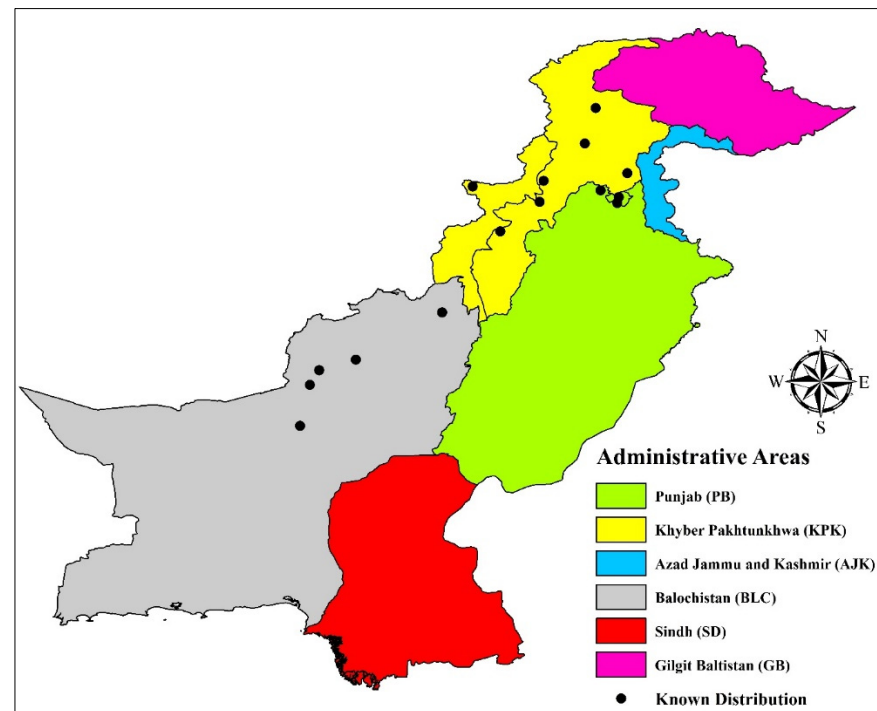 N
W E
S
Administrative Areas
Punjab (PB)
Khyber Pakhtunkhwa (KPK)
Azad Jammu and Kashmir (AJK)
Balochistan (BLC)
Sindh (SD)
Gilgit Baltistan (GB)
Known Distribution